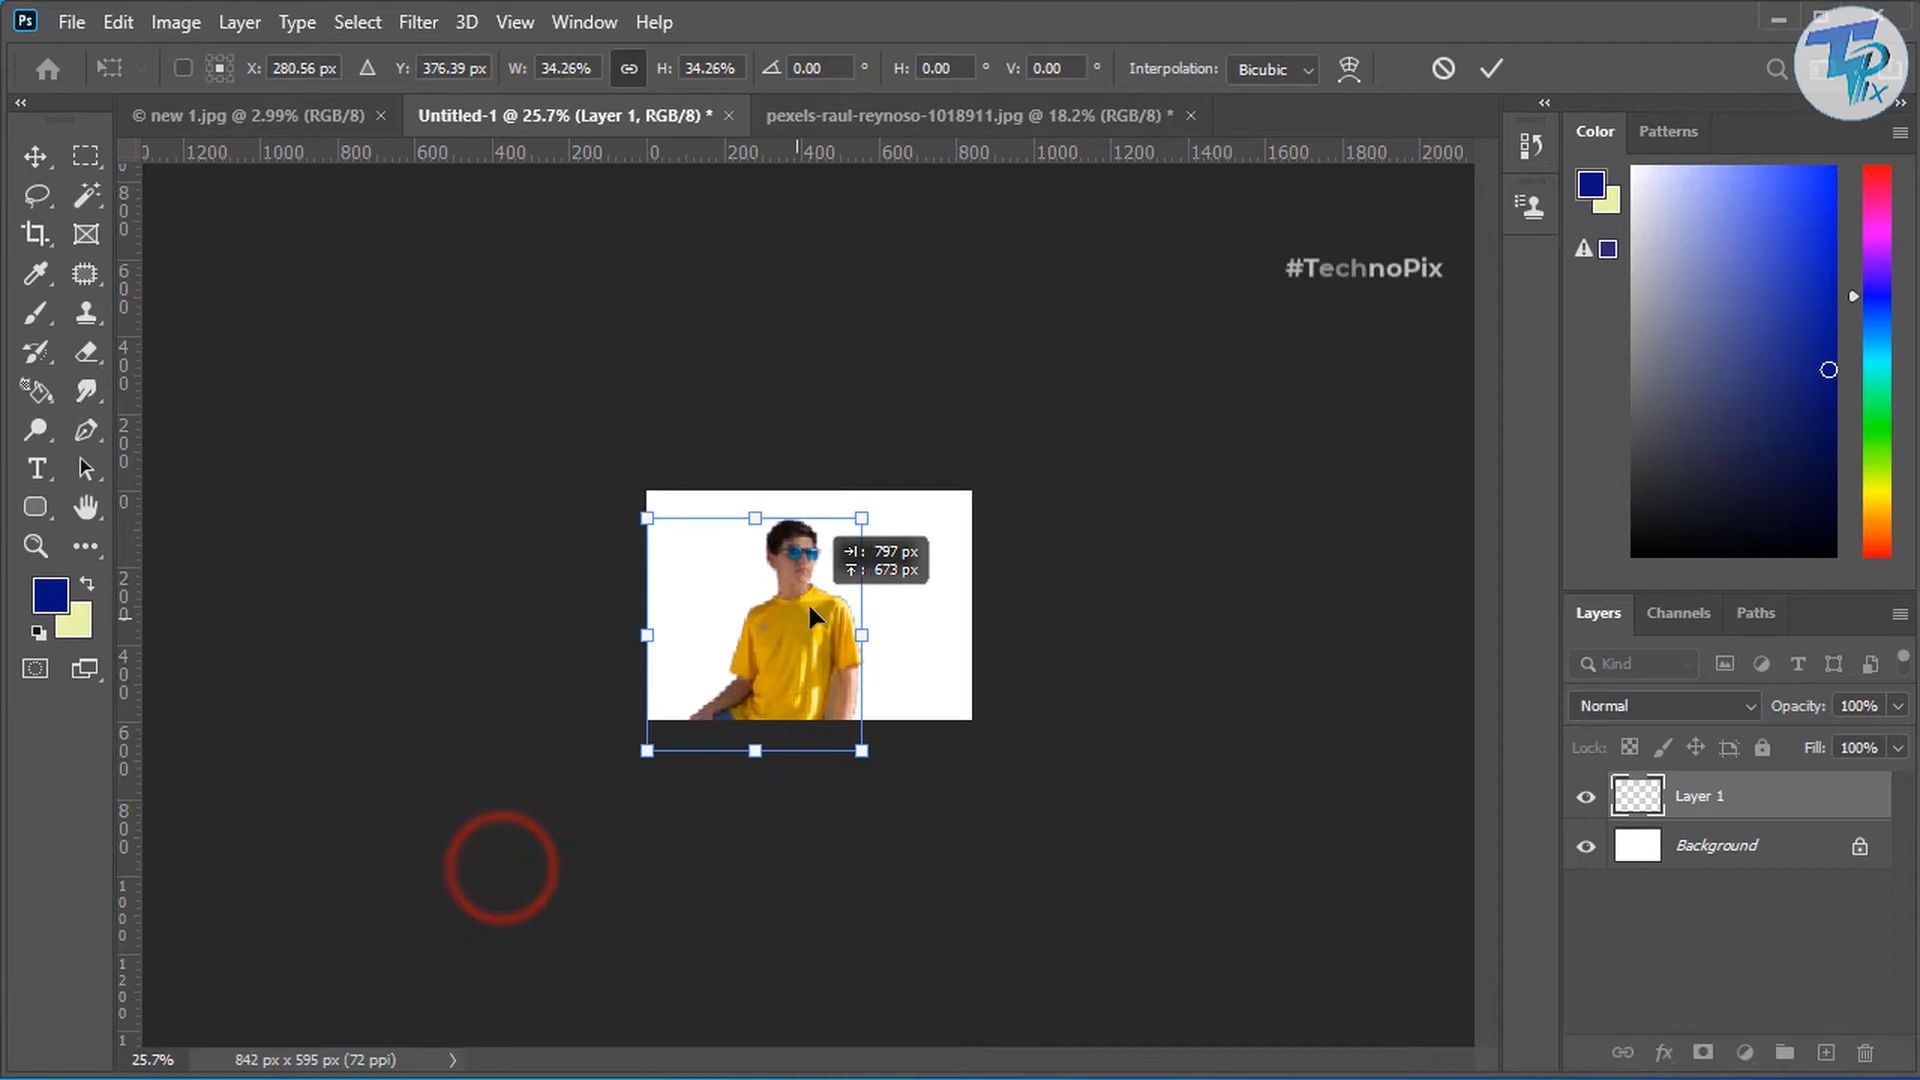 Ps File Edit Image Layer Type Select Filter 3D View Window Help
X: 280.56 px Y: 376.39 px W: 34.26% H: 34.26% 0.00 ° H: 0.00 ° V: 0.00 ° Interpolation: Bicubic
© new 1.jpg @ 2.99% (RGB/8) × Untitled-1 @ 25.7% (Layer 1, RGB/8) * × pexels-raul-reynoso-1018911.jpg @ 18.2% (RGB/8) * ×
1200 1000 800 600 400 200 0 200 400 600 800 1000 1200 1400 1600 1800 2000
Color Patterns
#TechnoPix
797 px
673 px
Layers Channels Paths
Kind
Normal Opacity: 100%
Lock: Fill: 100%
Layer 1
Background
25.7% 842 px x 595 px (72 ppi)